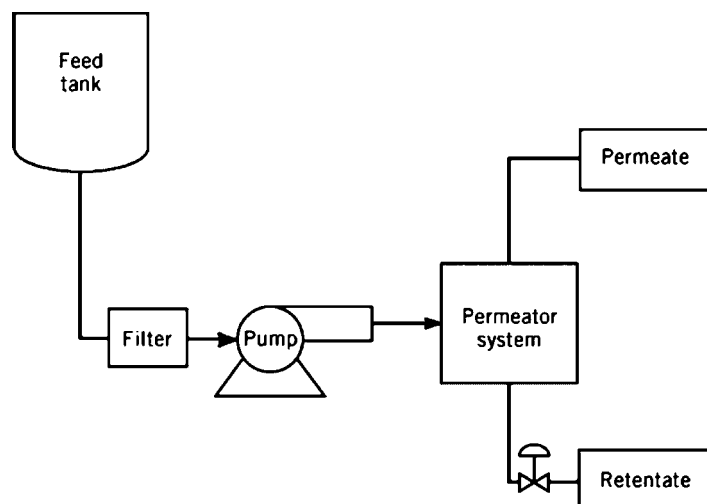 Feed
tank
Permeate
Filter
Pump
Permeator
system
Retentate